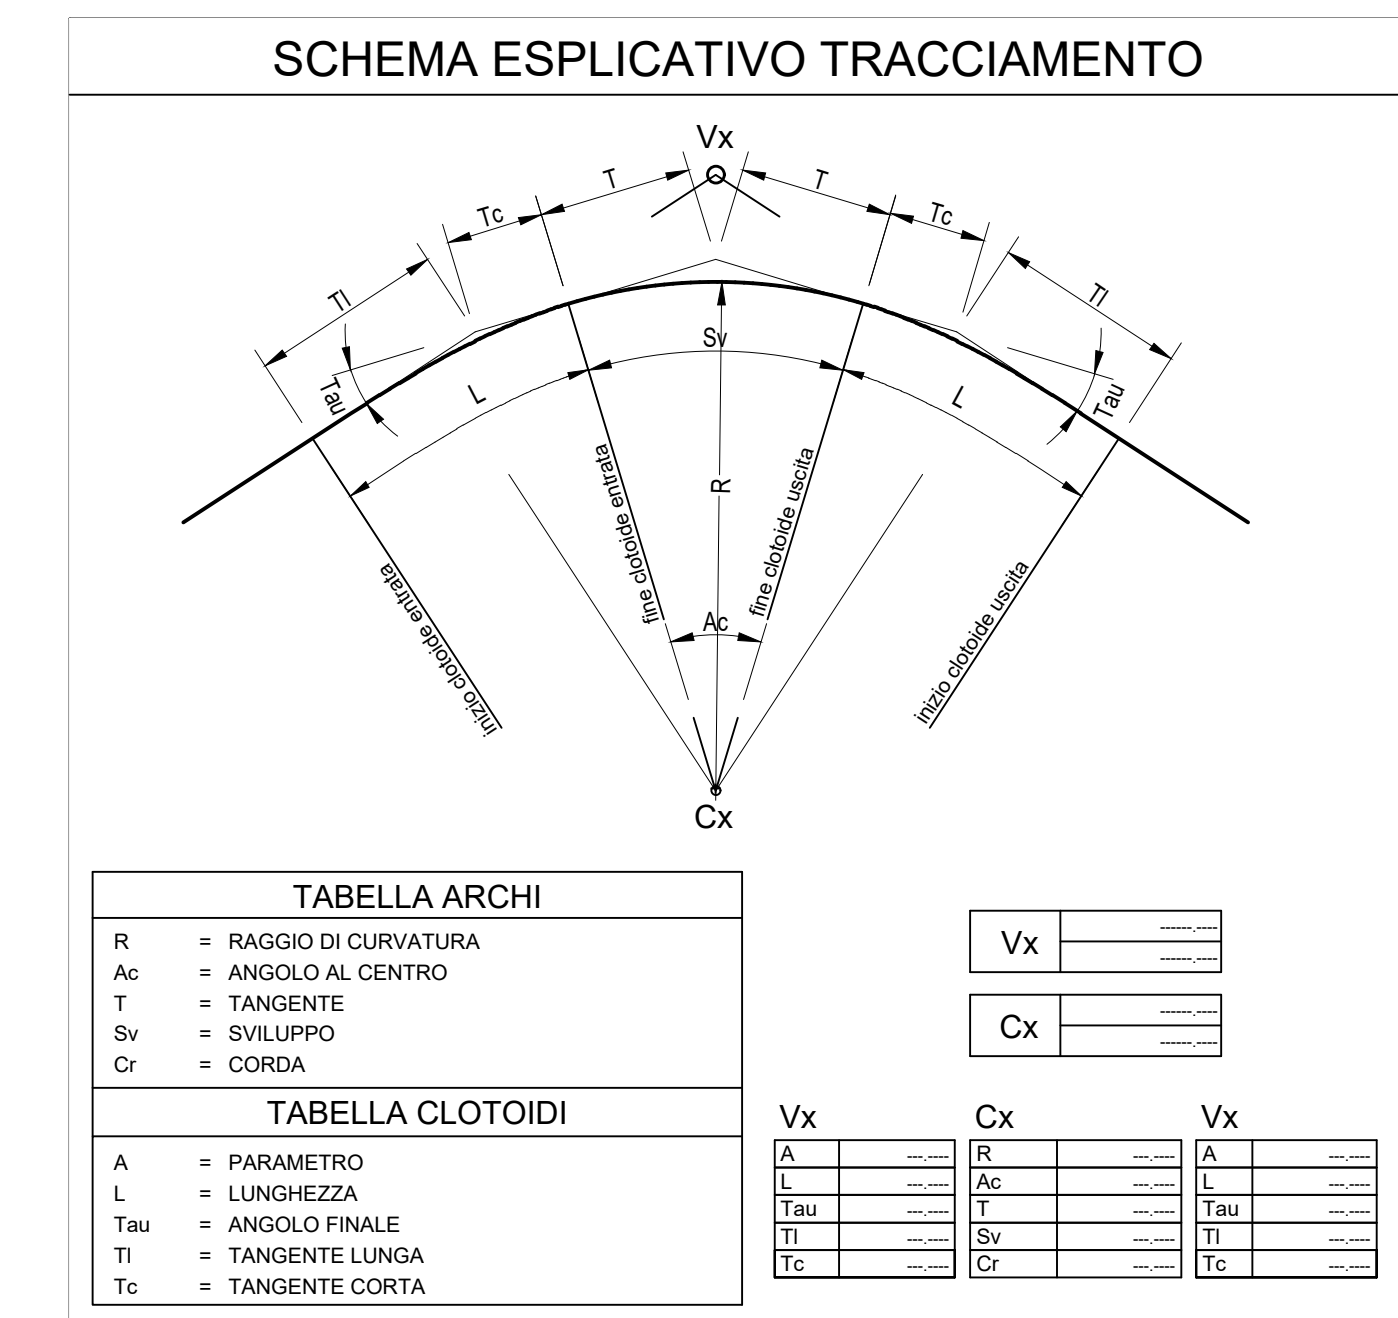 SCHEMA ESPLICATIVO TRACCIAMENTO
Vx
T
T
Tc
Tc
Tl
Tl
Sv
Tau
L
L
Tau
fine clotoide entrata
R
fine clotoide uscita
inizio clotoide entrata
inizio clotoide uscita
Ac
Cx
TABELLA ARCHI
R = RAGGIO DI CURVATURA
Ac = ANGOLO AL CENTRO
T = TANGENTE
Sv = SVILUPPO
Cr = CORDA
TABELLA CLOTOIDI
A = PARAMETRO
L = LUNGHEZZA
Tau = ANGOLO FINALE
Tl = TANGENTE LUNGA
Tc = TANGENTE CORTA
Vx ------.----
------.----
Cx ------.----
------.----
Vx Cx Vx
A ---.---- R ---.---- A ---.----
L ---.---- Ac ---.---- L ---.----
Tau ---.---- T ---.---- Tau ---.----
Tl ---.---- Sv ---.---- Tl ---.----
Tc ---.---- Cr ---.---- Tc ---.----